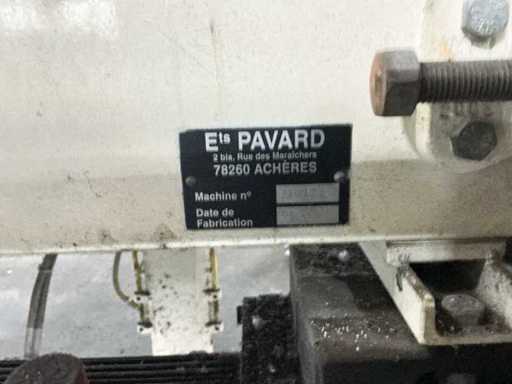 Ets PAVARD
2 bis, Rue des Maraîchers
78260 ACHÈRES
Machine n°
Date de
Fabrication